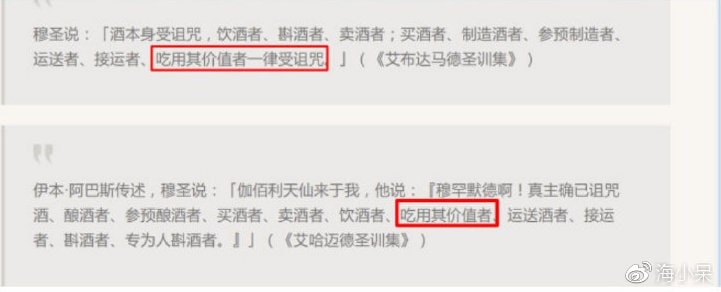 穆圣说：「酒本身受诅咒，饮酒者、斟酒者、卖酒者；买酒者、制造酒者、参预制造者、
运送者、接运者、吃用其价值者一律受诅咒。」（《艾布达马德圣训集》）
伊本·阿巴斯传述，穆圣说：「伽佰利天仙来于我，他说：『穆罕默德啊！真主确已诅咒
酒、酿酒者、参预酿酒者、买酒者、卖酒者、饮酒者、吃用其价值者、运送酒者、接运
者、斟酒者、专为人斟酒者。』」（《艾哈迈德圣训集》）
海小呆